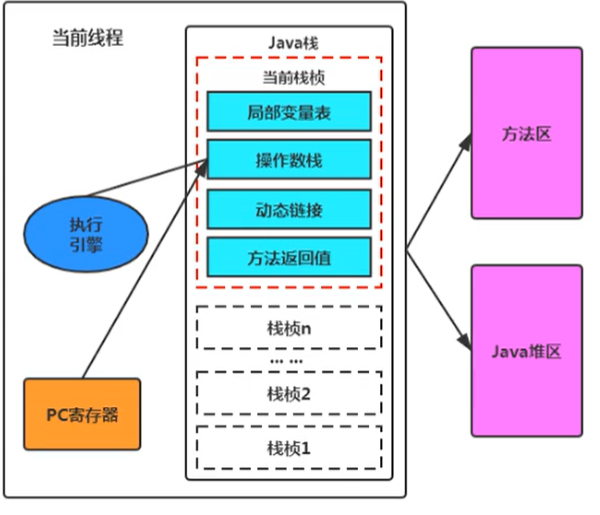 当前线程
Java栈
当前栈桢
局部变量表
操作数栈
动态链接
方法返回值
栈桢n
... ...
栈桢2
栈桢1
执行
引擎
PC寄存器
方法区
Java堆区